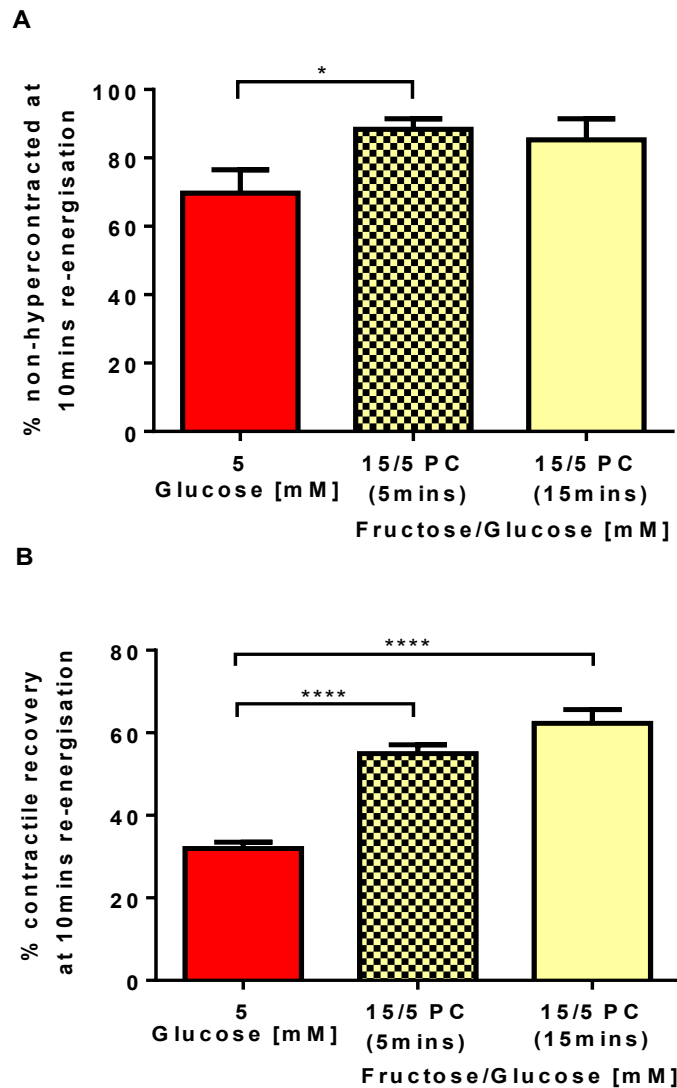 A
*
% non-hypercontracted at
10mins re-energisation
100
80
60
40
20
0
5
Glucose [mM]
15/5 PC
(5mins)
15/5 PC
(15mins)
Fructose/Glucose [mM]
B
****
****
% contractile recovery
at 10mins re-energisation
80
60
40
20
0
5
Glucose [mM]
15/5 PC
(5mins)
15/5 PC
(15mins)
Fructose/Glucose [mM]